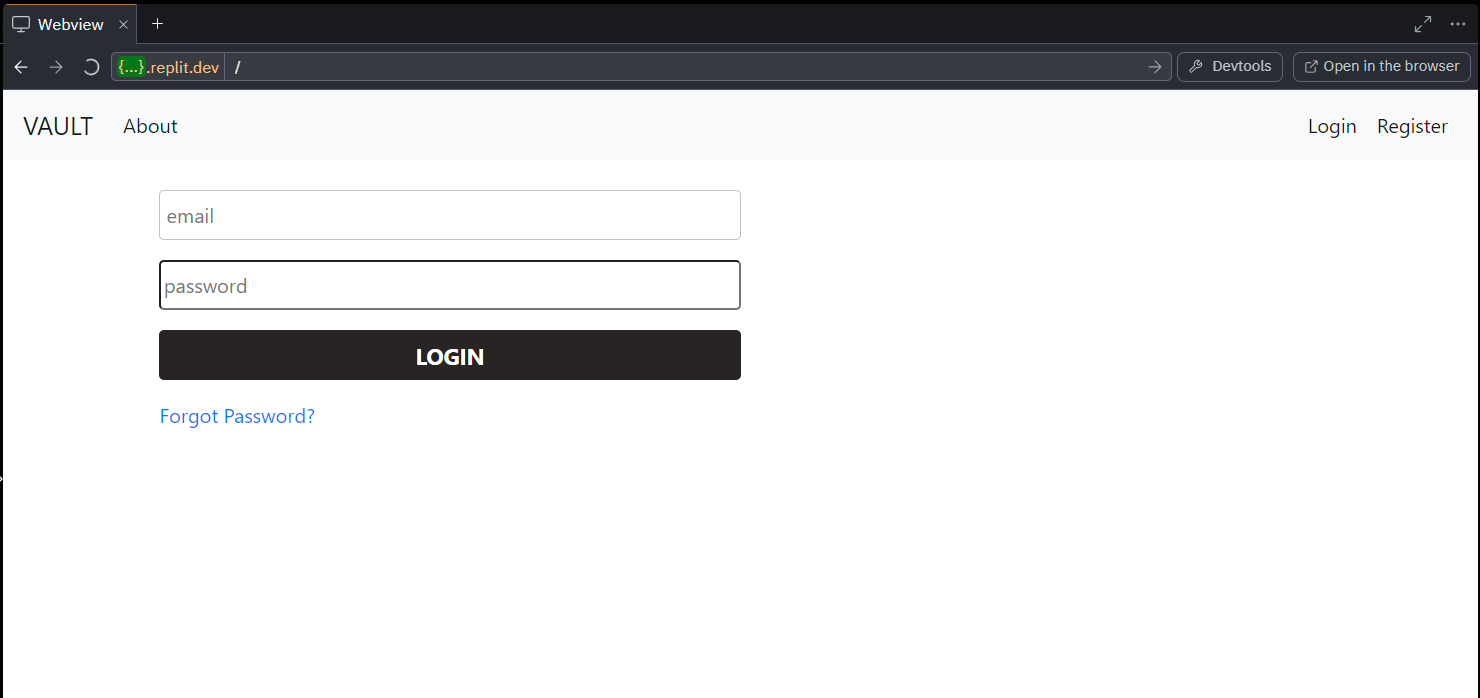 Webview
{...}.replit.dev / Devtools Open in the browser
VAULT About Login Register
email
password
LOGIN
Forgot Password?